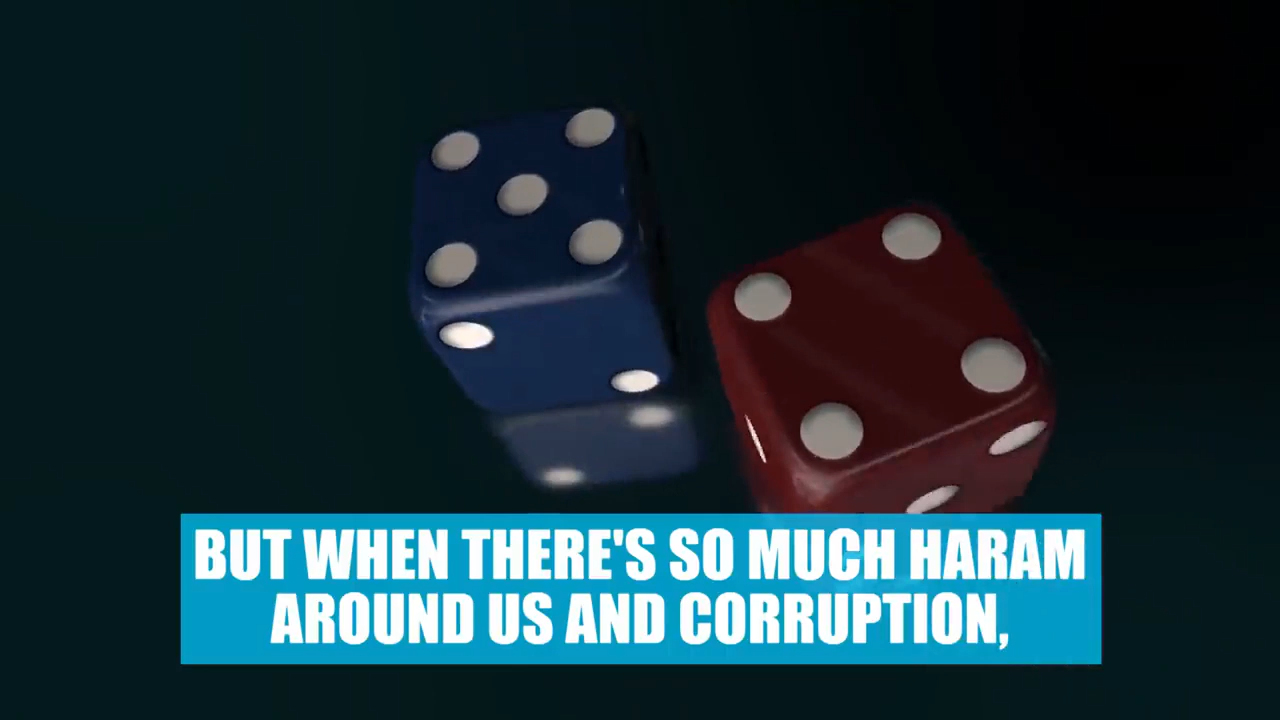 BUT WHEN THERE'S SO MUCH HARAM
AROUND US AND CORRUPTION,